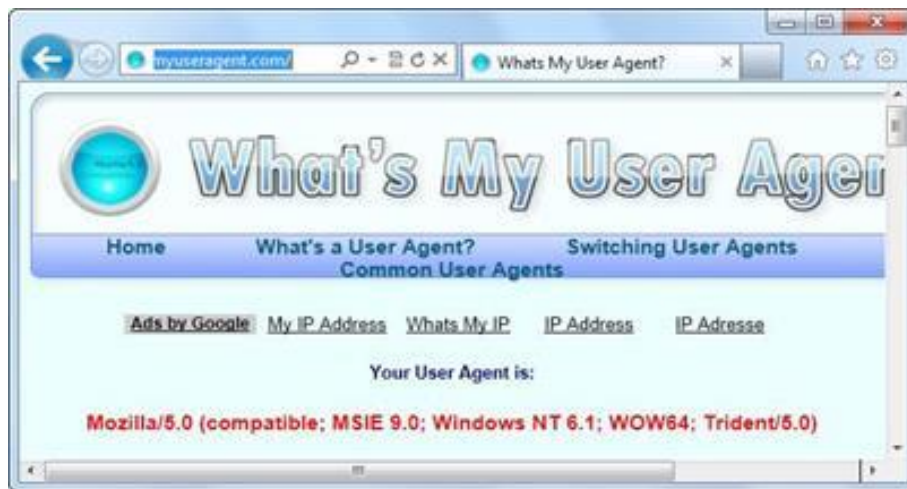 myuseragent.com/
Whats My User Agent?
What's My User Agen
Home What's a User Agent? Switching User Agents
Common User Agents
Ads by Google My IP Address Whats My IP IP Address IP Adresse
Your User Agent is:
Mozilla/5.0 (compatible; MSIE 9.0; Windows NT 6.1; WOW64; Trident/5.0)